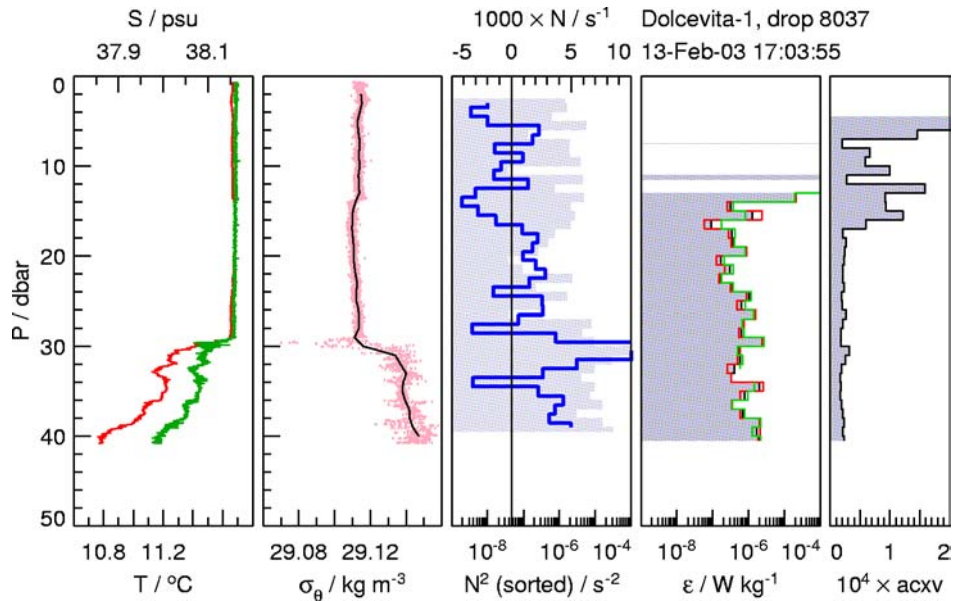 S / psu
37.9 38.1
1000 × N / s⁻¹
-5 0 5 10
Dolcevita-1, drop 8037
13-Feb-03 17:03:55
P / dbar
0
10
20
30
40
50
10.8 11.2
T / ºC
29.08 29.12
σθ / kg m⁻³
10⁻⁸ 10⁻⁶ 10⁻⁴
N² (sorted) / s⁻²
10⁻⁸ 10⁻⁶ 10⁻⁴
ε / W kg⁻¹
0 1 2
10⁴ × acxv